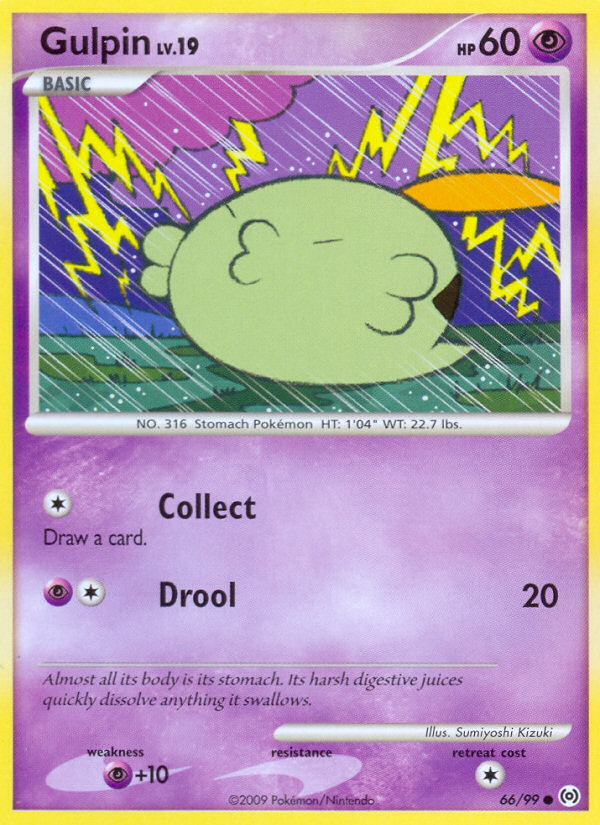 Gulpin LV.19 HP 60
BASIC
NO. 316 Stomach Pokémon HT: 1'04" WT: 22.7 lbs.
Collect
Draw a card.
Drool 20
Almost all its body is its stomach. Its harsh digestive juices
quickly dissolve anything it swallows.
Illus. Sumiyoshi Kizuki
weakness resistance retreat cost
+10
©2009 Pokémon/Nintendo 66/99